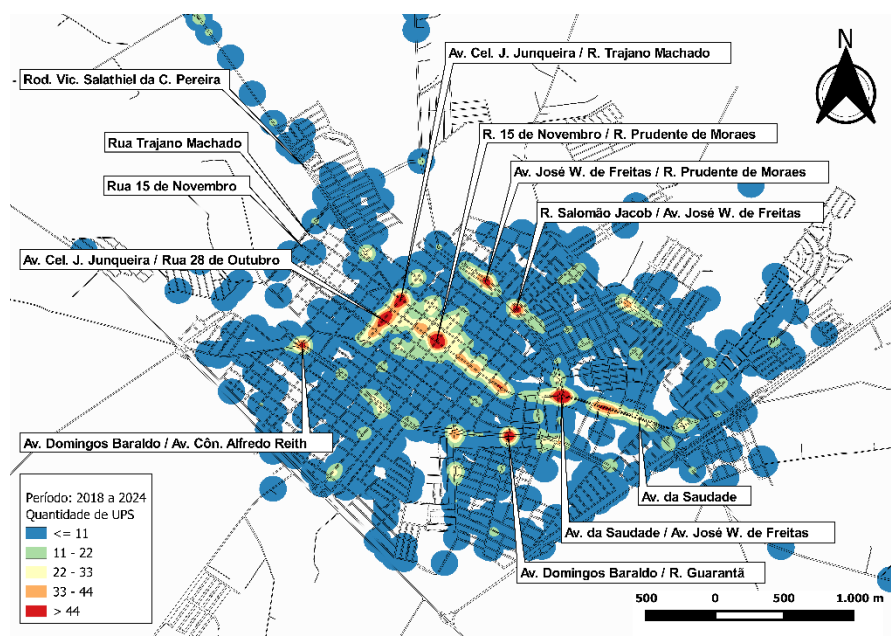 Av. Cel. J. Junqueira / R. Trajano Machado
N
Rod. Vic. Salathiel da C. Pereira
R. 15 de Novembro / R. Prudente de Moraes
Rua Trajano Machado
Av. José W. de Freitas / R. Prudente de Moraes
Rua 15 de Novembro
R. Salomão Jacob / Av. José W. de Freitas
Av. Cel. J. Junqueira / Rua 28 de Outubro
Av. Domingos Baraldo / Av. Côn. Alfredo Reith
Av. da Saudade
Av. da Saudade / Av. José W. de Freitas
Av. Domingos Baraldo / R. Guarantã
Período: 2018 a 2024
Quantidade de UPS
<= 11
11 - 22
22 - 33
33 - 44
> 44
500 0 500 1.000 m